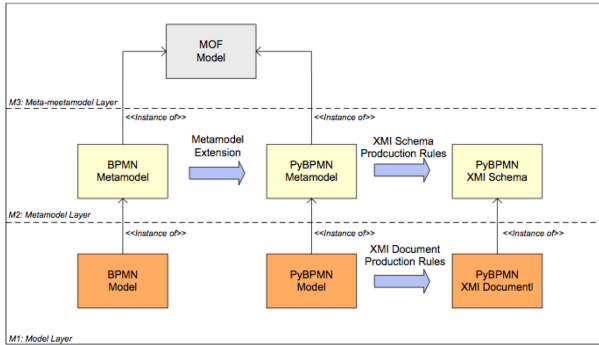 MOF
Model
M3: Meta-meetamodel Layer
<<Instance of>>
<<Instance of>>
Metamodel
Extension
XMI Schema
Procuction Rules
BPMN
Metamodel
PyBPMN
Metamodel
PyBPMN
XMI Schema
M2: Metamodel Layer
<<Instance of>>
<<Instance of>>
<<Instance of>>
XMI Document
Production Rules
BPMN
Model
PyBPMN
Model
PyBPMN
XMI Documentl
M1: Model Layer